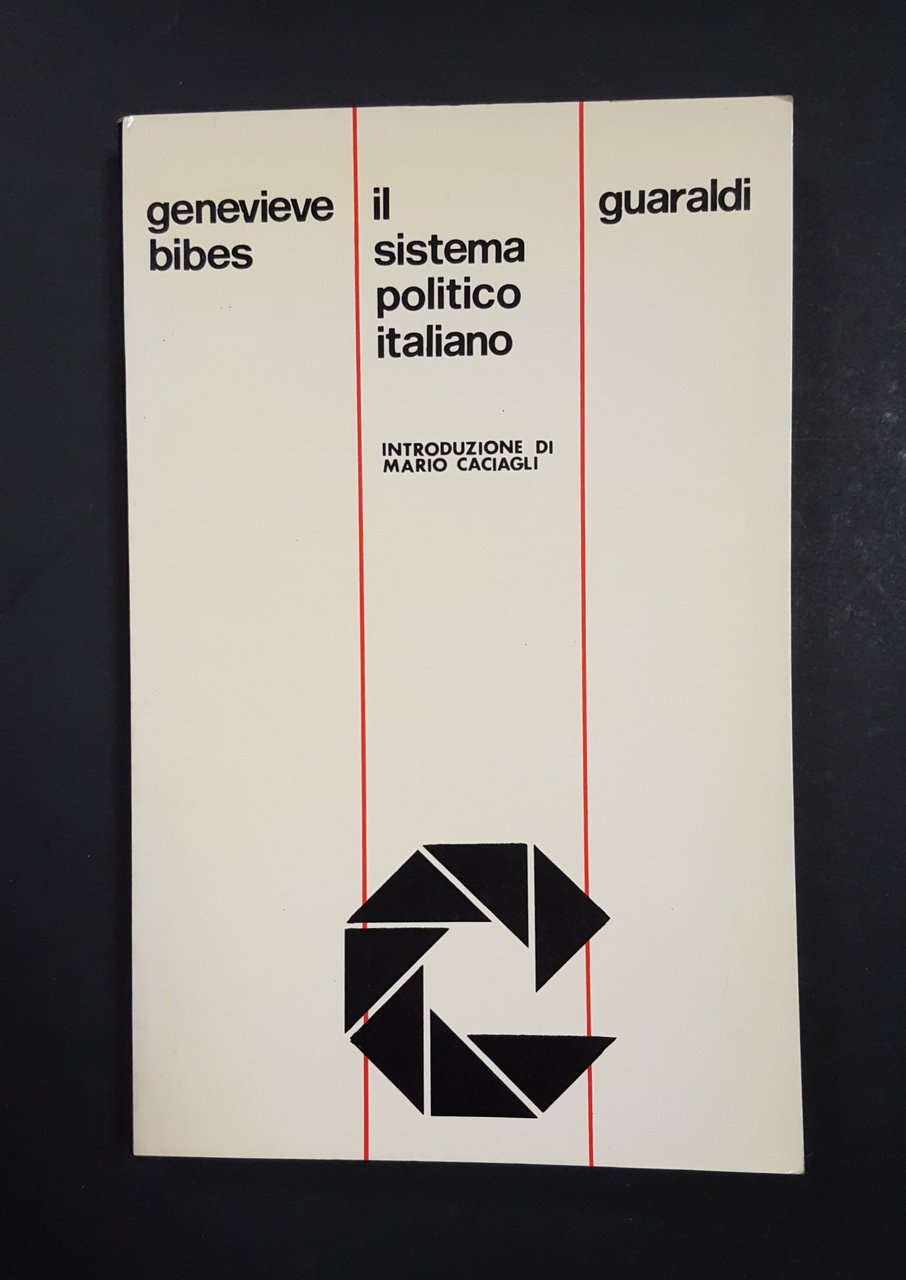 genevieve
bibes
il
sistema
politico
italiano
INTRODUZIONE DI
MARIO CACIAGLI
guaraldi